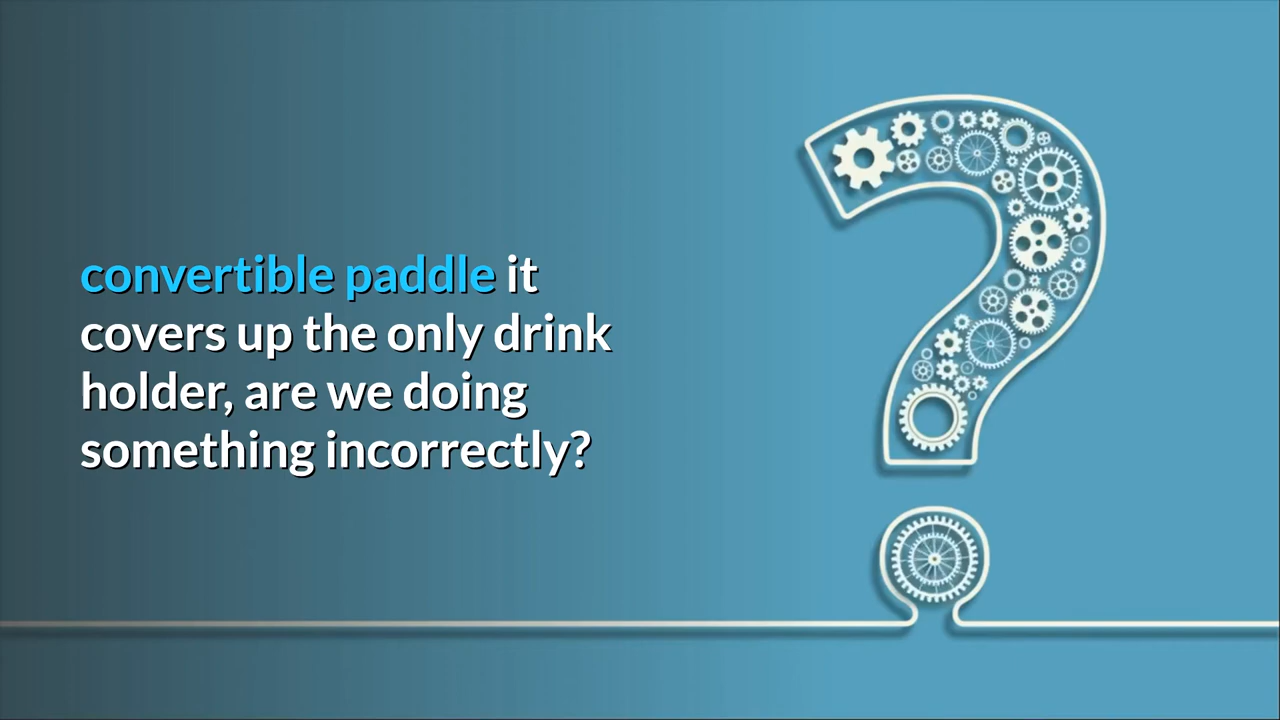 convertible paddle it
covers up the only drink
holder, are we doing
something incorrectly?